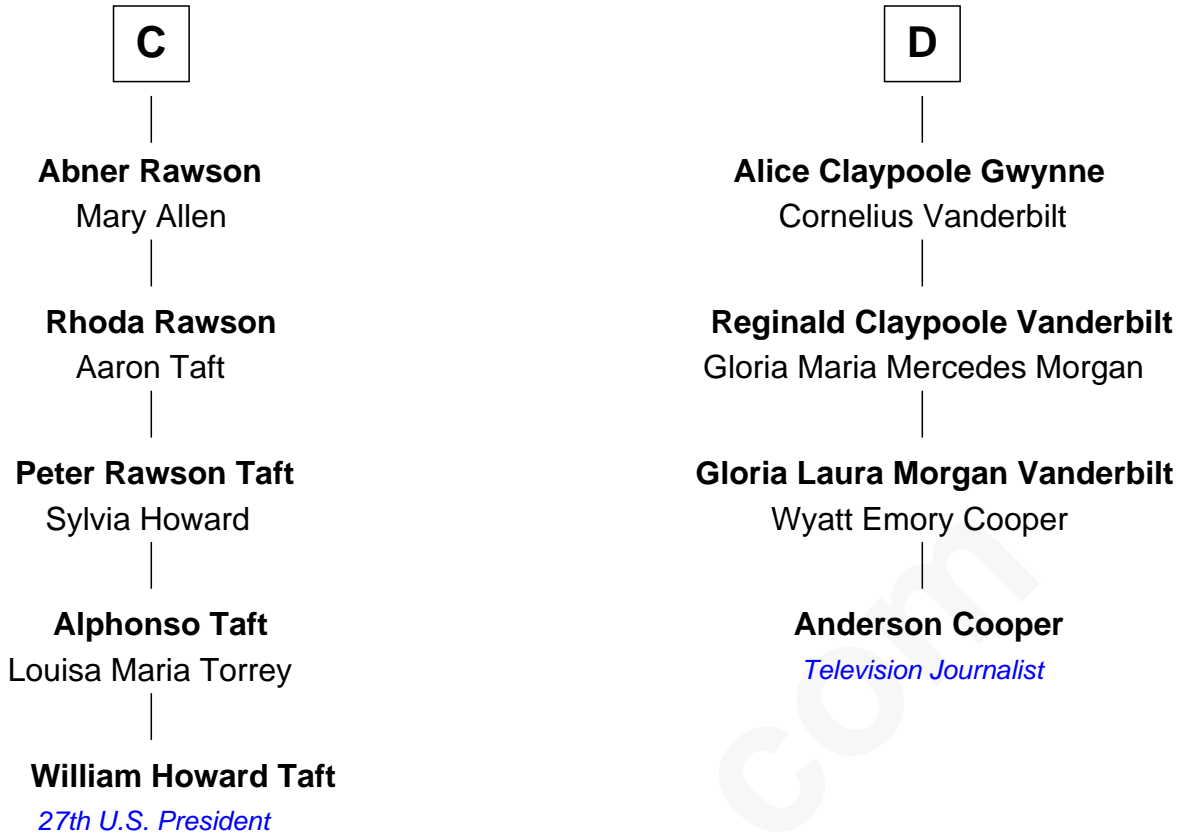 C
Abner Rawson
Mary Allen
Rhoda Rawson
Aaron Taft
Peter Rawson Taft
Sylvia Howard
Alphonso Taft
Louisa Maria Torrey
William Howard Taft
27th U.S. President
D
Alice Claypoole Gwynne
Cornelius Vanderbilt
Reginald Claypoole Vanderbilt
Gloria Maria Mercedes Morgan
Gloria Laura Morgan Vanderbilt
Wyatt Emory Cooper
Anderson Cooper
Television Journalist
com